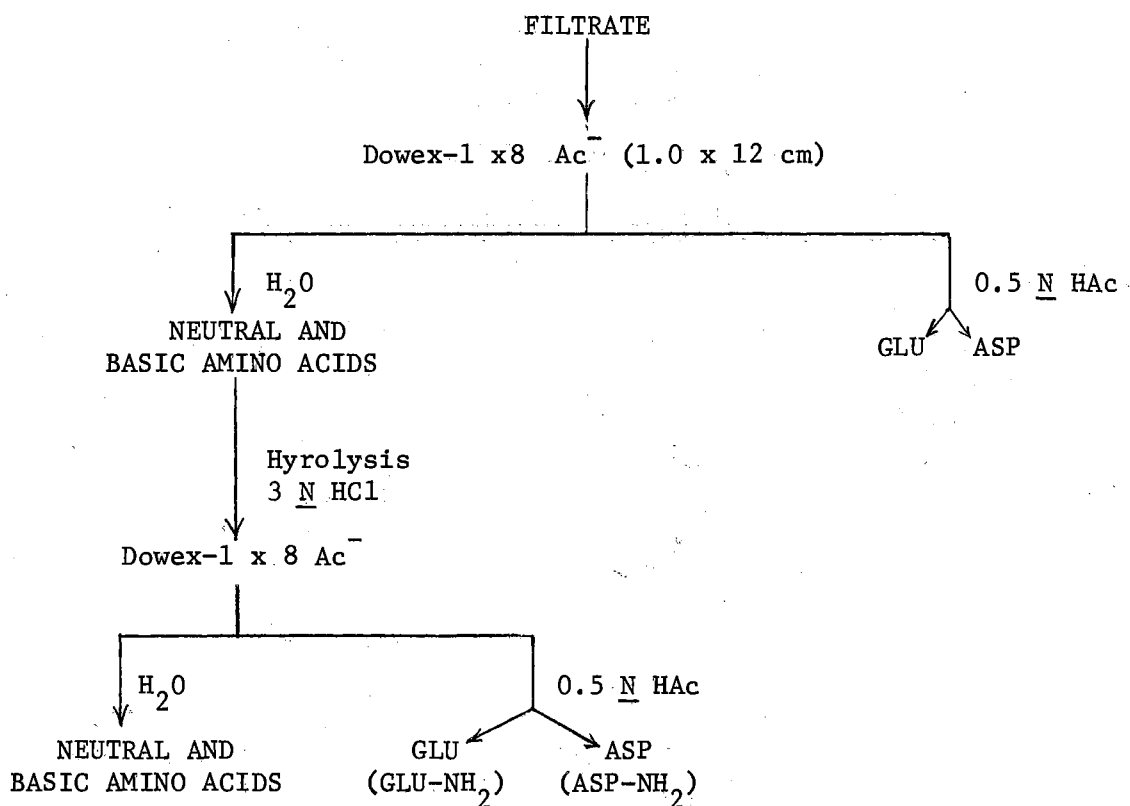 FILTRATE
Dowex-1 x8 Ac⁻ (1.0 x 12 cm)
H₂O
0.5 N HAc
NEUTRAL AND
BASIC AMINO ACIDS
GLU ASP
Hyrolysis
3 N HCl
Dowex-1 x 8 Ac⁻
H₂O
0.5 N HAc
NEUTRAL AND
BASIC AMINO ACIDS
GLU ASP
(GLU-NH₂) (ASP-NH₂)